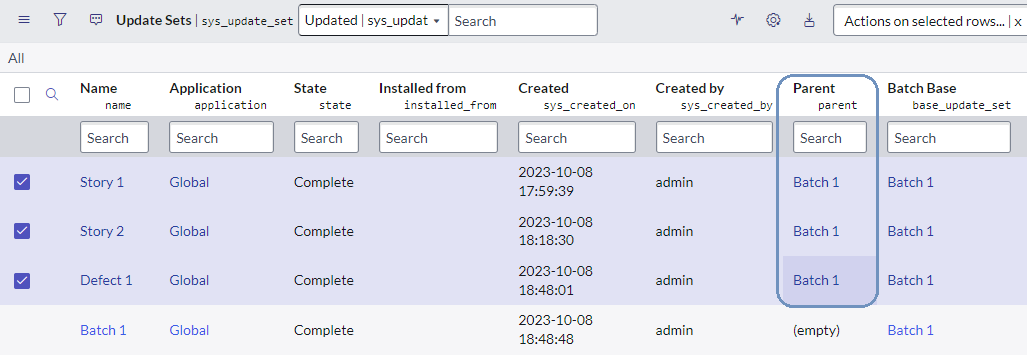 Update Sets | sys_update_set Updated | sys_updat Search Actions on selected rows... | x
All
Name Application State Installed from Created Created by Parent Batch Base
name application state installed_from sys_created_on sys_created_by parent base_update_set
Search Search Search Search Search Search Search Search
Story 1 Global Complete 2023-10-08 17:59:39 admin Batch 1 Batch 1
Story 2 Global Complete 2023-10-08 18:18:30 admin Batch 1 Batch 1
Defect 1 Global Complete 2023-10-08 18:48:01 admin Batch 1 Batch 1
Batch 1 Global Complete 2023-10-08 18:48:48 admin (empty) Batch 1